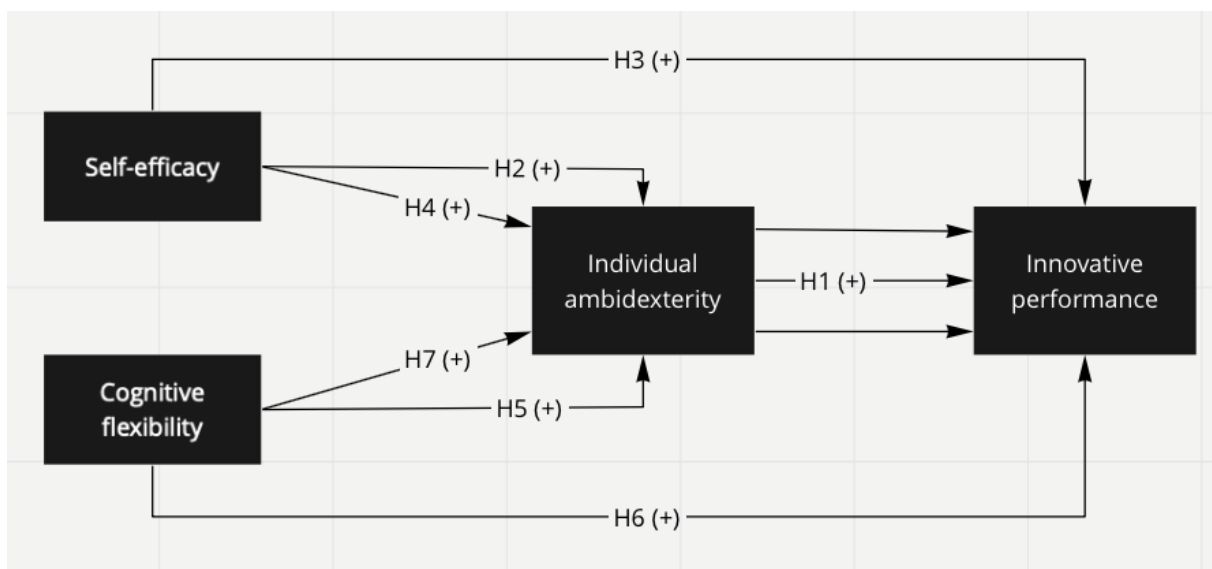 H3 (+)
Self-efficacy
H2 (+)
H4 (+)
Individual
ambidexterity
H1 (+)
Innovative
performance
H7 (+)
Cognitive
flexibility
H5 (+)
H6 (+)